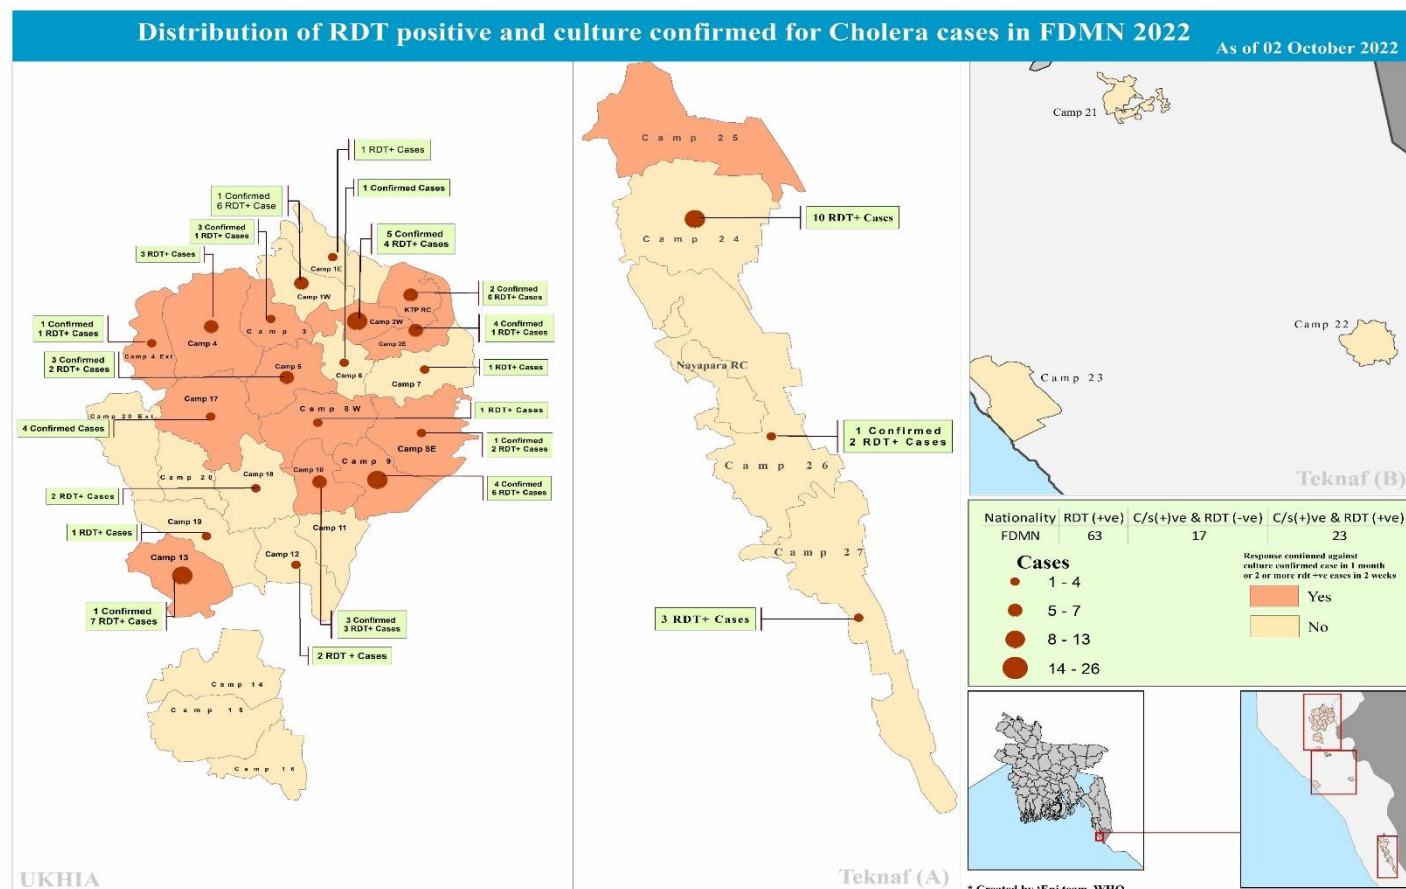 Distribution of RDT positive and culture confirmed for Cholera cases in FDMN 2022
As of 02 October 2022
1 RDT+ Cases
1 Confirmed
6 RDT+ Case
1 Confirmed Cases
3 Confirmed
1 RDT+ Cases
5 Confirmed
4 RDT+ Cases
3 RDT+ Cases
2 Confirmed
6 RDT+ Cases
1 Confirmed
1 RDT+ Cases
4 Confirmed
1 RDT+ Cases
3 Confirmed
2 RDT+ Cases
1 RDT+ Cases
4 Confirmed Cases
1 RDT+ Cases
1 Confirmed
2 RDT+ Cases
2 RDT+ Cases
4 Confirmed
6 RDT+ Cases
1 RDT+ Cases
1 Confirmed
7 RDT+ Cases
3 Confirmed
3 RDT+ Cases
2 RDT + Cases
Camp 1E
Camp 1W
KTP RC
Camp 2W
Camp 2E
Camp 3
Camp 4
Camp 4 Ext
Camp 5
Camp 6
Camp 7
Camp 17
Camp 8W
Camp 20 Ext
Camp 8E
Camp 9
Camp 10
Camp 18
Camp 20
Camp 19
Camp 11
Camp 12
Camp 13
Camp 14
Camp 15
Camp 16
UKHIA
Camp 25
10 RDT+ Cases
Camp 24
Nayapara RC
1 Confirmed
2 RDT+ Cases
Camp 26
Camp 27
3 RDT+ Cases
Teknaf (A)
Camp 21
Camp 22
Camp 23
Teknaf (B)
Nationality RDT (+ve) C/s(+)ve & RDT (-ve) C/s(+)ve & RDT (+ve)
FDMN 63 17 23
Cases
1 - 4
5 - 7
8 - 13
14 - 26
Response continued against
culture confirmed case in 1 month
or 2 or more rdt +ve cases in 2 weeks
Yes
No
* Created by :Epi team, WHO